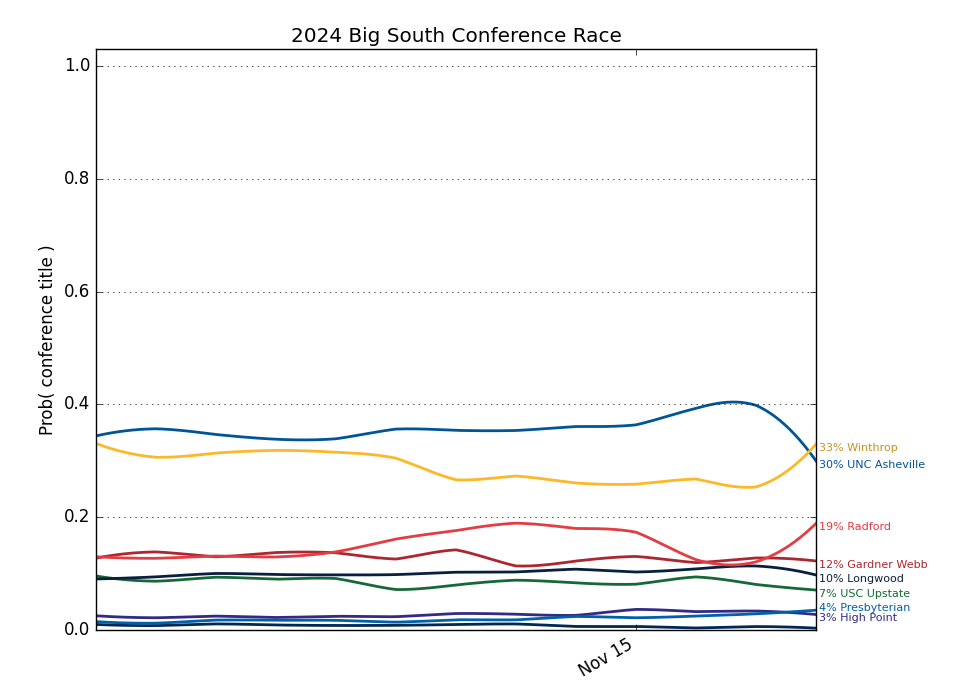 2024 Big South Conference Race
Prob( conference title )
1.0
0.8
0.6
0.4
0.2
0.0
33% Winthrop
30% UNC Asheville
19% Radford
12% Gardner Webb
10% Longwood
7% USC Upstate
4% Presbyterian
3% High Point
Nov 15